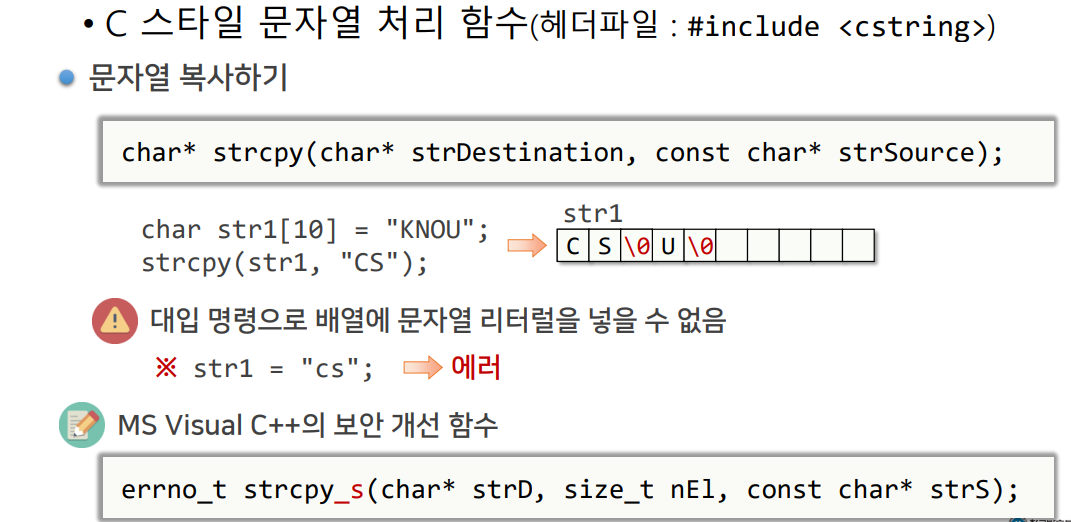 • C 스타일 문자열 처리 함수(헤더파일 : #include <cstring>)
문자열 복사하기
char* strcpy(char* strDestination, const char* strSource);
str1
char str1[10] = "KNOU";
strcpy(str1, "CS");
C S \0 U \0
대입 명령으로 배열에 문자열 리터럴을 넣을 수 없음
※ str1 = "cs"; 에러
MS Visual C++의 보안 개선 함수
errno_t strcpy_s(char* strD, size_t nEl, const char* strS);